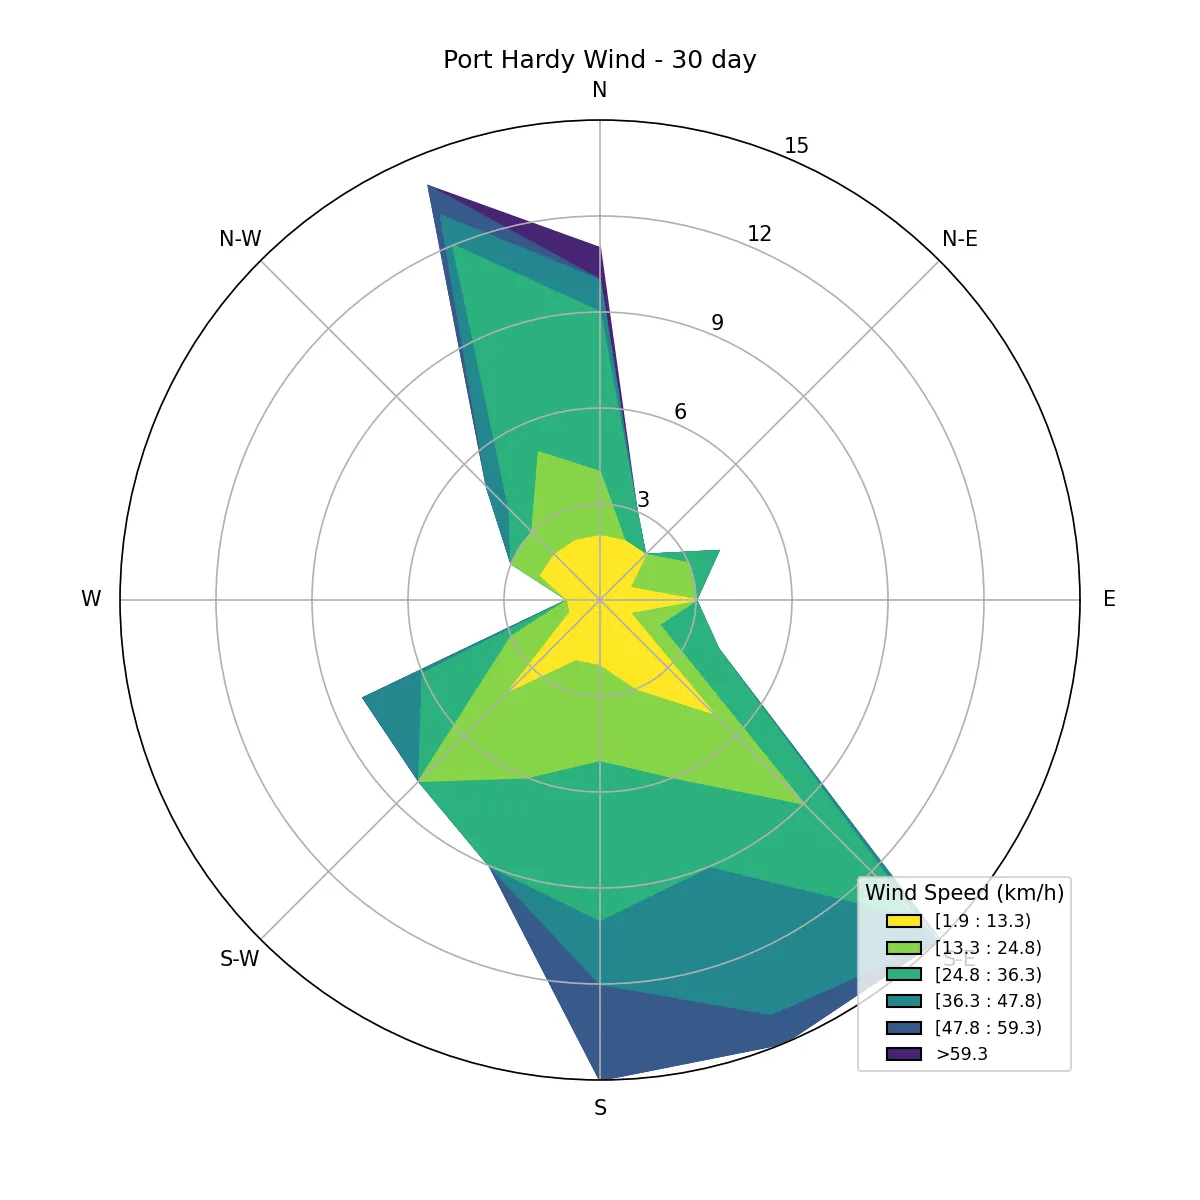 Port Hardy Wind - 30 day
N
15
N-W
12
N-E
9
6
3
W
E
Wind Speed (km/h)
[1.9 : 13.3)
[13.3 : 24.8)
S-W
S-E
[24.8 : 36.3)
[36.3 : 47.8)
[47.8 : 59.3)
>59.3
S